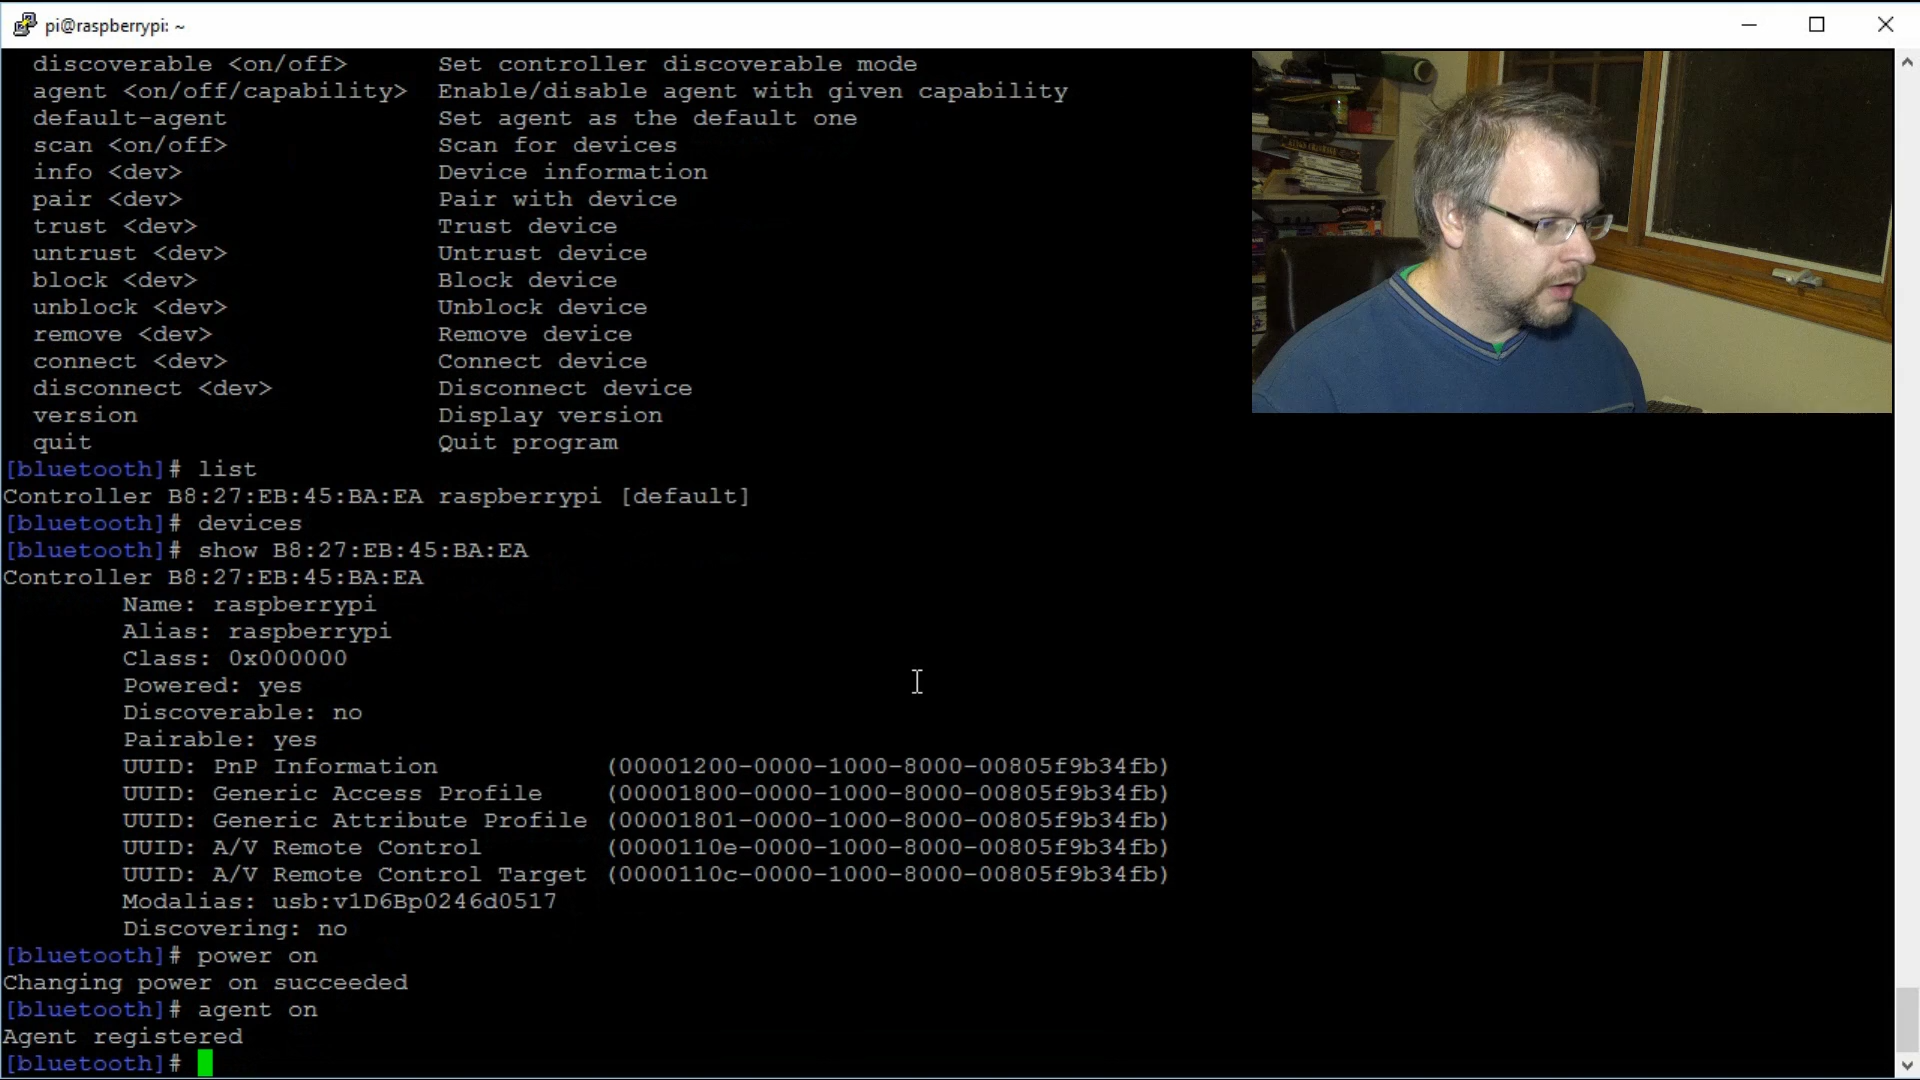 pi@raspberrypi: ~
discoverable <on/off> Set controller discoverable mode
agent <on/off/capability> Enable/disable agent with given capability
default-agent Set agent as the default one
scan <on/off> Scan for devices
info <dev> Device information
pair <dev> Pair with device
trust <dev> Trust device
untrust <dev> Untrust device
block <dev> Block device
unblock <dev> Unblock device
remove <dev> Remove device
connect <dev> Connect device
disconnect <dev> Disconnect device
version Display version
quit Quit program
[bluetooth]# list
Controller B8:27:EB:45:BA:EA raspberrypi [default]
[bluetooth]# devices
[bluetooth]# show B8:27:EB:45:BA:EA
Controller B8:27:EB:45:BA:EA
Name: raspberrypi
Alias: raspberrypi
Class: 0x000000
Powered: yes
Discoverable: no
Pairable: yes
UUID: PnP Information (00001200-0000-1000-8000-00805f9b34fb)
UUID: Generic Access Profile (00001800-0000-1000-8000-00805f9b34fb)
UUID: Generic Attribute Profile (00001801-0000-1000-8000-00805f9b34fb)
UUID: A/V Remote Control (0000110e-0000-1000-8000-00805f9b34fb)
UUID: A/V Remote Control Target (0000110c-0000-1000-8000-00805f9b34fb)
Modalias: usb:v1D6Bp0246d0517
Discovering: no
[bluetooth]# power on
Changing power on succeeded
[bluetooth]# agent on
Agent registered
[bluetooth]#